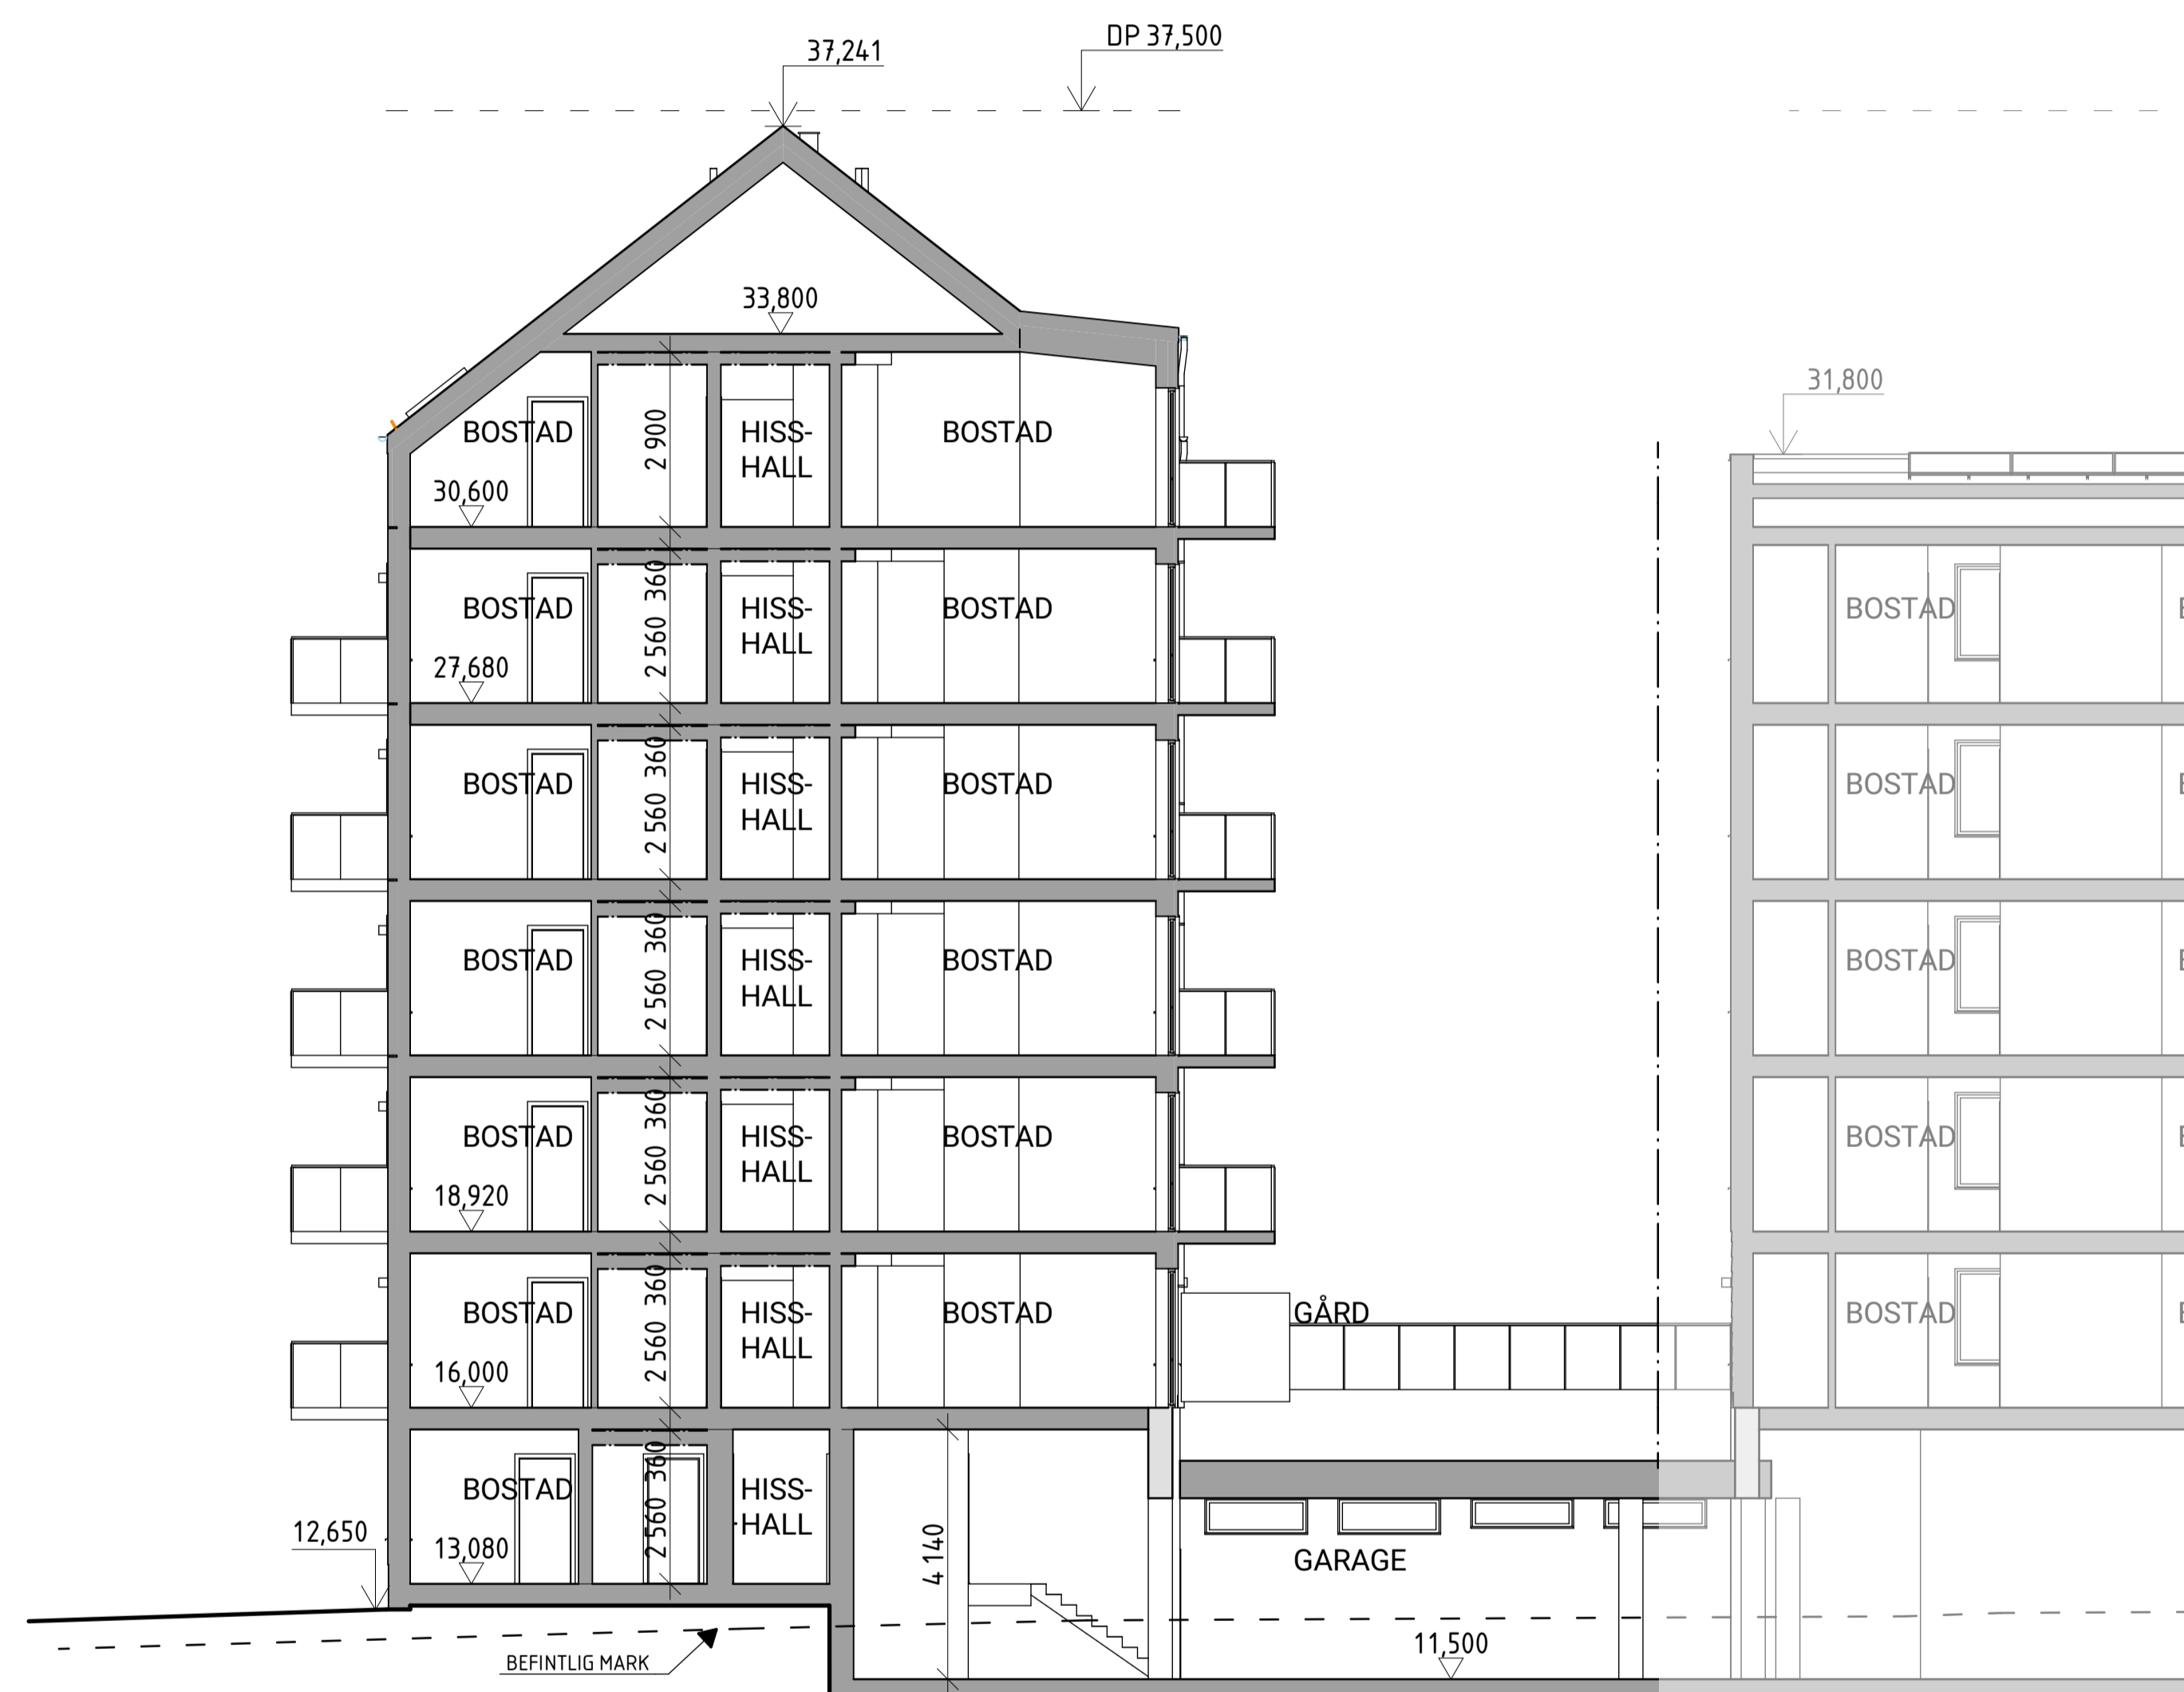 DP 37,500
37,241
33,800
31,800
2 900
BOSTAD
HISS-
HALL
BOSTAD
30,600
360
2 560
BOSTAD
HISS-
HALL
BOSTAD
BOSTAD
27,680
360
2 560
BOSTAD
HISS-
HALL
BOSTAD
BOSTAD
360
2 560
BOSTAD
HISS-
HALL
BOSTAD
BOSTAD
360
2 560
BOSTAD
HISS-
HALL
BOSTAD
BOSTAD
18,920
360
2 560
BOSTAD
HISS-
HALL
BOSTAD
GÅRD
BOSTAD
16,000
360
2 560
BOSTAD
HISS-
HALL
12,650
13,080
4 140
GARAGE
11,500
BEFINTLIG MARK